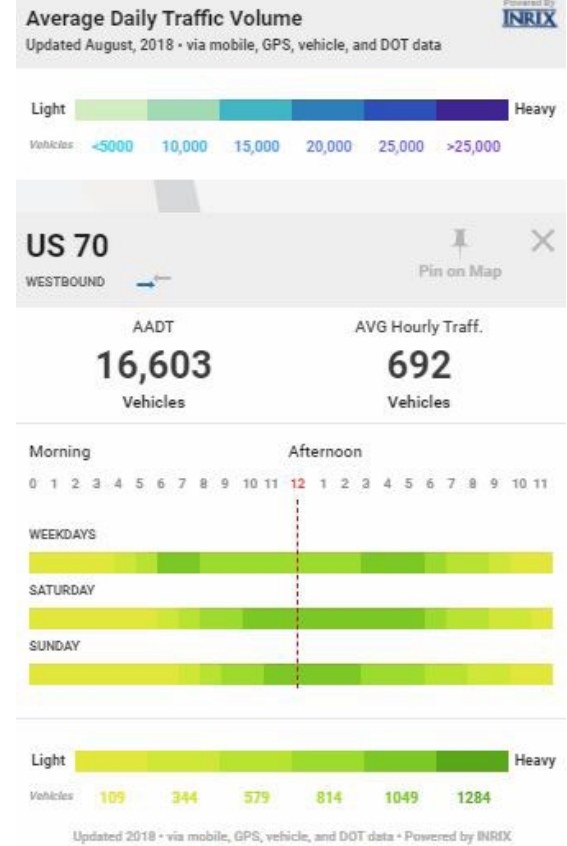 Average Daily Traffic Volume
Powered By
INRIX
Updated August, 2018 • via mobile, GPS, vehicle, and DOT data
Light Heavy
Vehicles <5000 10,000 15,000 20,000 25,000 >25,000
US 70
WESTBOUND
Pin on Map
AADT AVG Hourly Traff.
16,603 692
Vehicles Vehicles
Morning Afternoon
0 1 2 3 4 5 6 7 8 9 10 11 12 1 2 3 4 5 6 7 8 9 10 11
WEEKDAYS
SATURDAY
SUNDAY
Light Heavy
Vehicles 109 344 579 814 1049 1284
Updated 2018 • via mobile, GPS, vehicle, and DOT data • Powered by INRIX